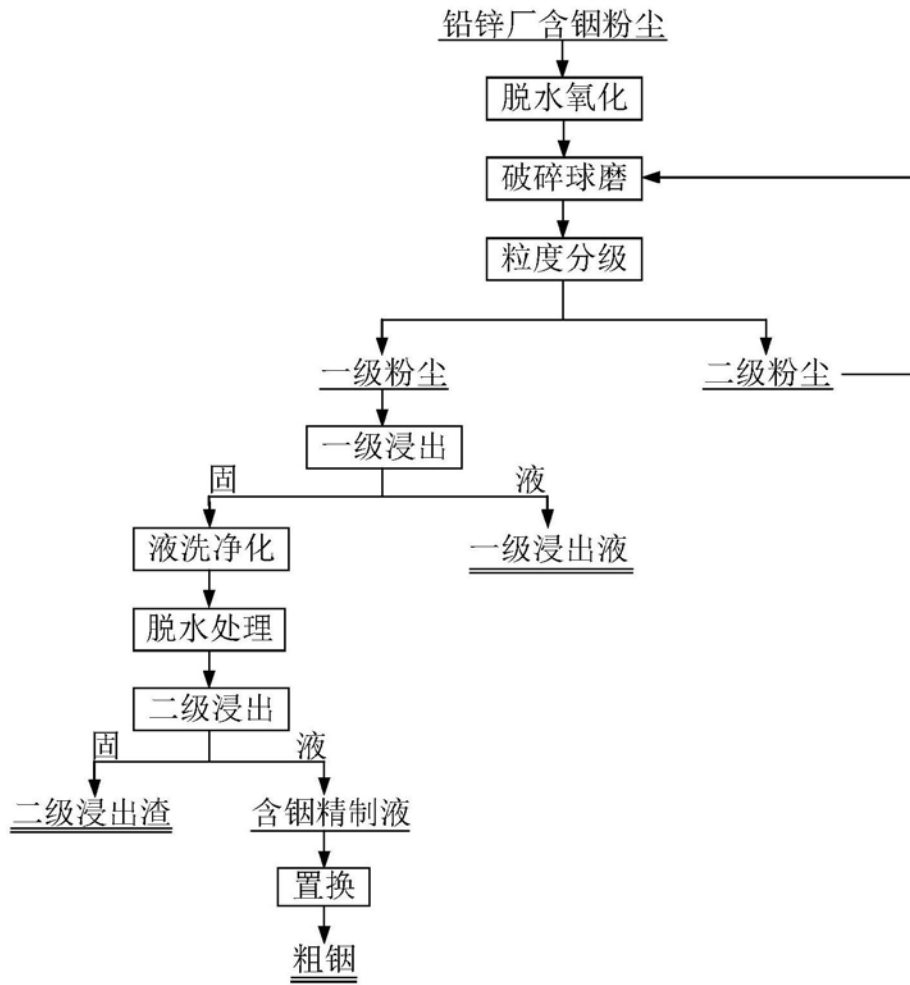 铅锌厂含铟粉尘
脱水氧化
破碎球磨
粒度分级
一级粉尘
二级粉尘
一级浸出
固
液
液洗净化
一级浸出液
脱水处理
二级浸出
固
液
二级浸出渣
含铟精制液
置换
粗铟